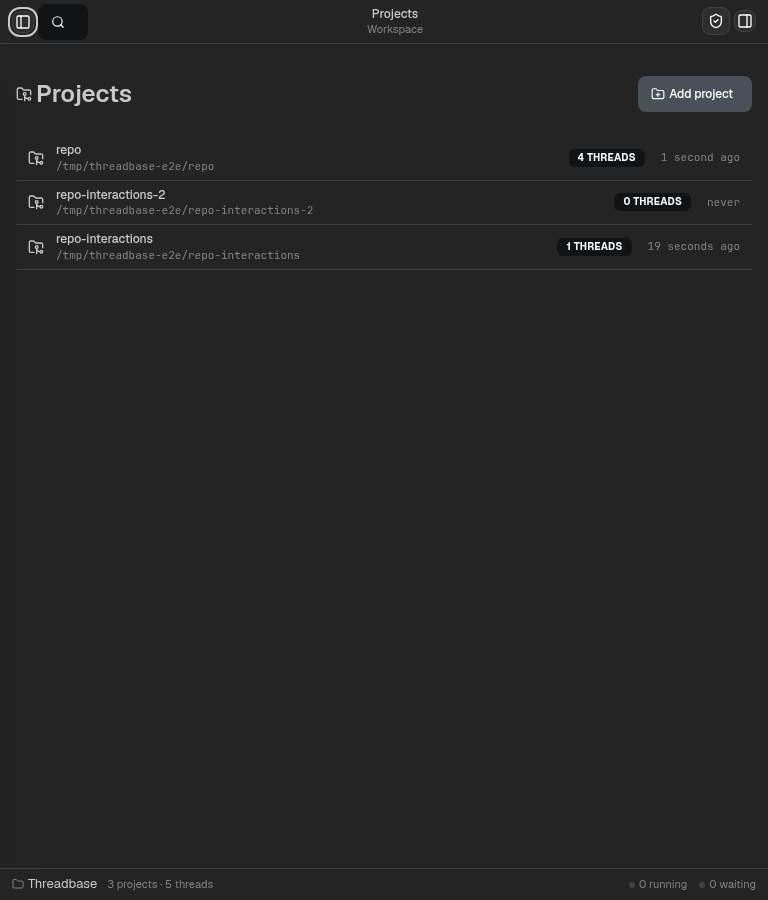 Projects
Workspace
Projects
Add project
repo
/tmp/threadbase-e2e/repo
4 THREADS
1 second ago
repo-interactions-2
/tmp/threadbase-e2e/repo-interactions-2
0 THREADS
never
repo-interactions
/tmp/threadbase-e2e/repo-interactions
1 THREADS
19 seconds ago
Threadbase
3 projects · 5 threads
0 running
0 waiting